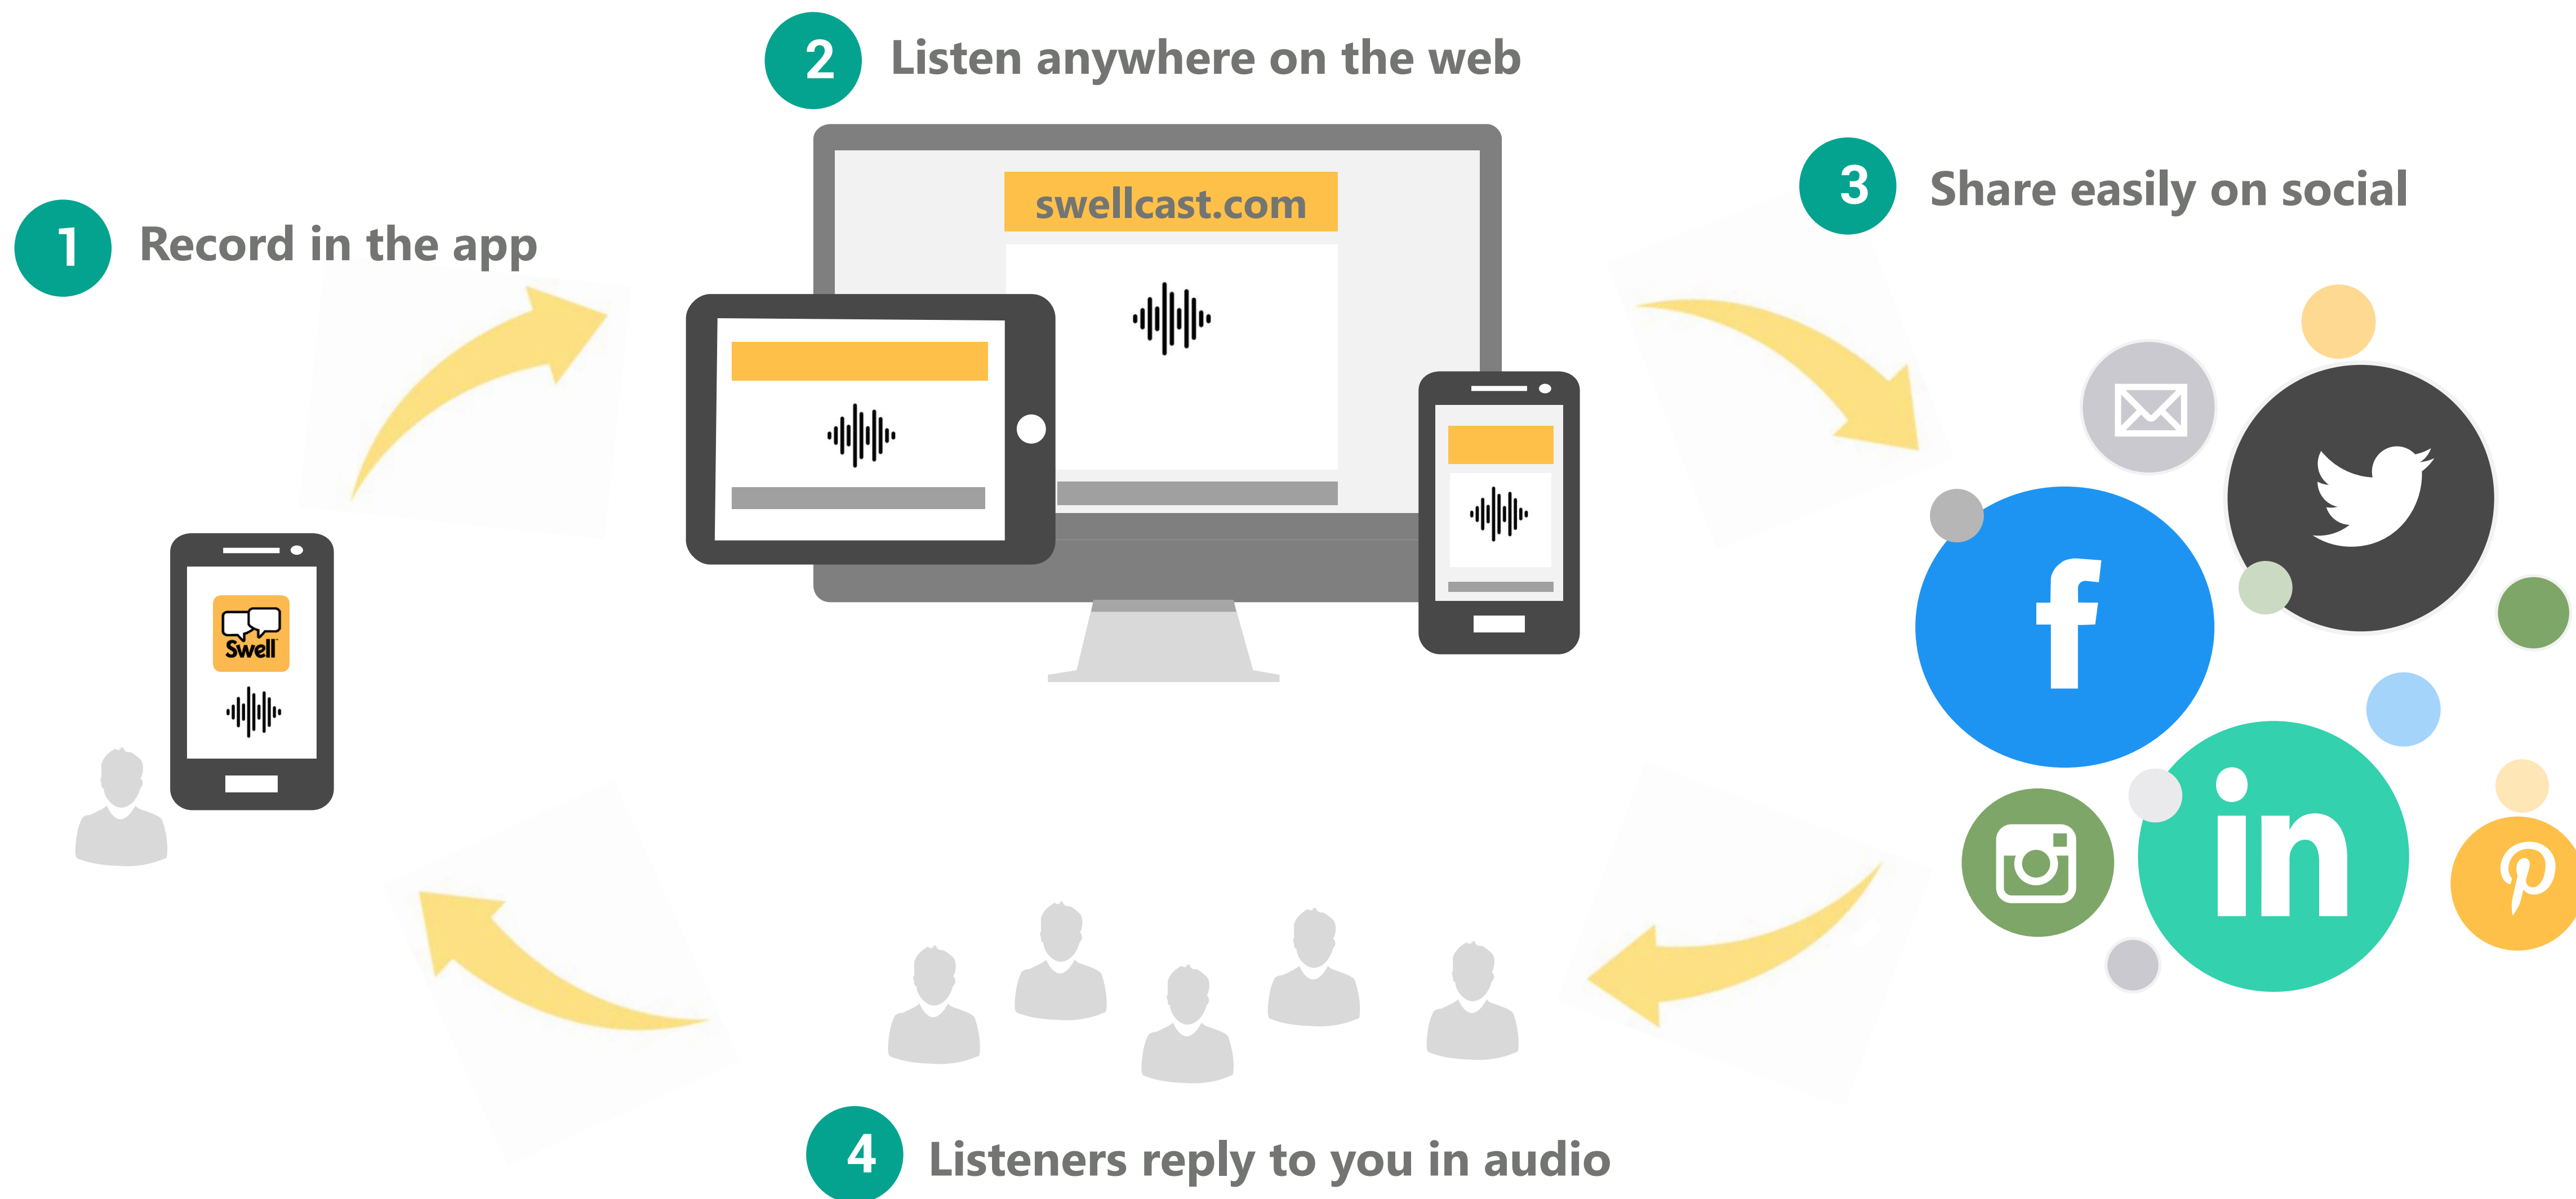 2 Listen anywhere on the web
swellcast.com
3 Share easily on social
1 Record in the app
Swell
f
in
4 Listeners reply to you in audio